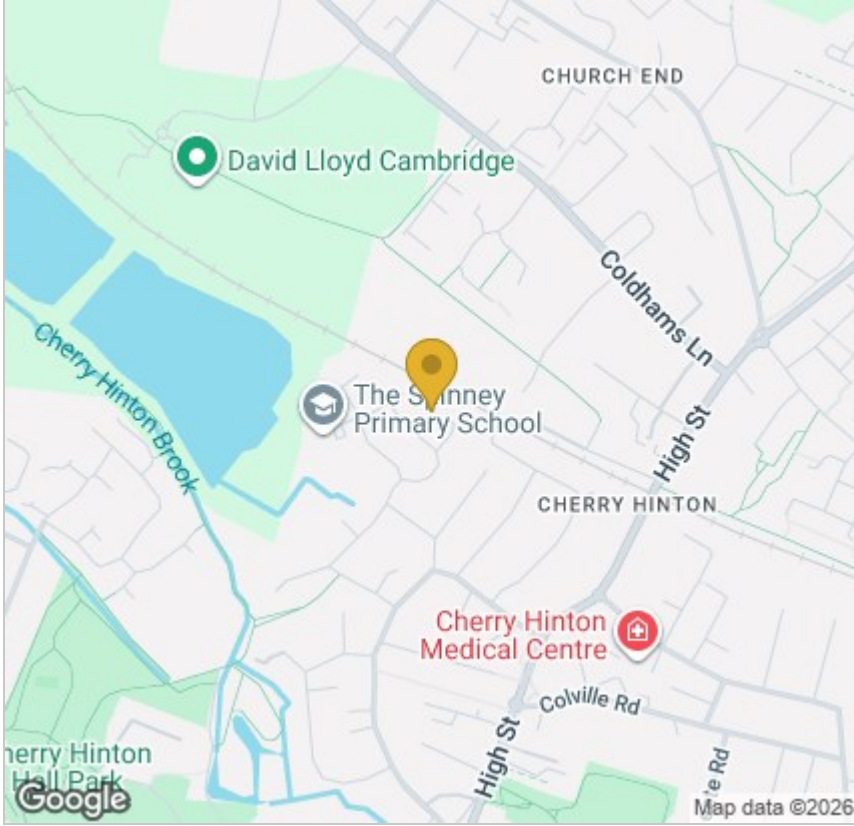 CHURCH END
David Lloyd Cambridge
Coldhams Ln
Cherry Hinton Brook
The
Primary School
High St
CHERRY HINTON
Cherry Hinton
Medical Centre
Colville Rd
High St
Rd
Hinton
Hall Park
Google
Map data ©2026